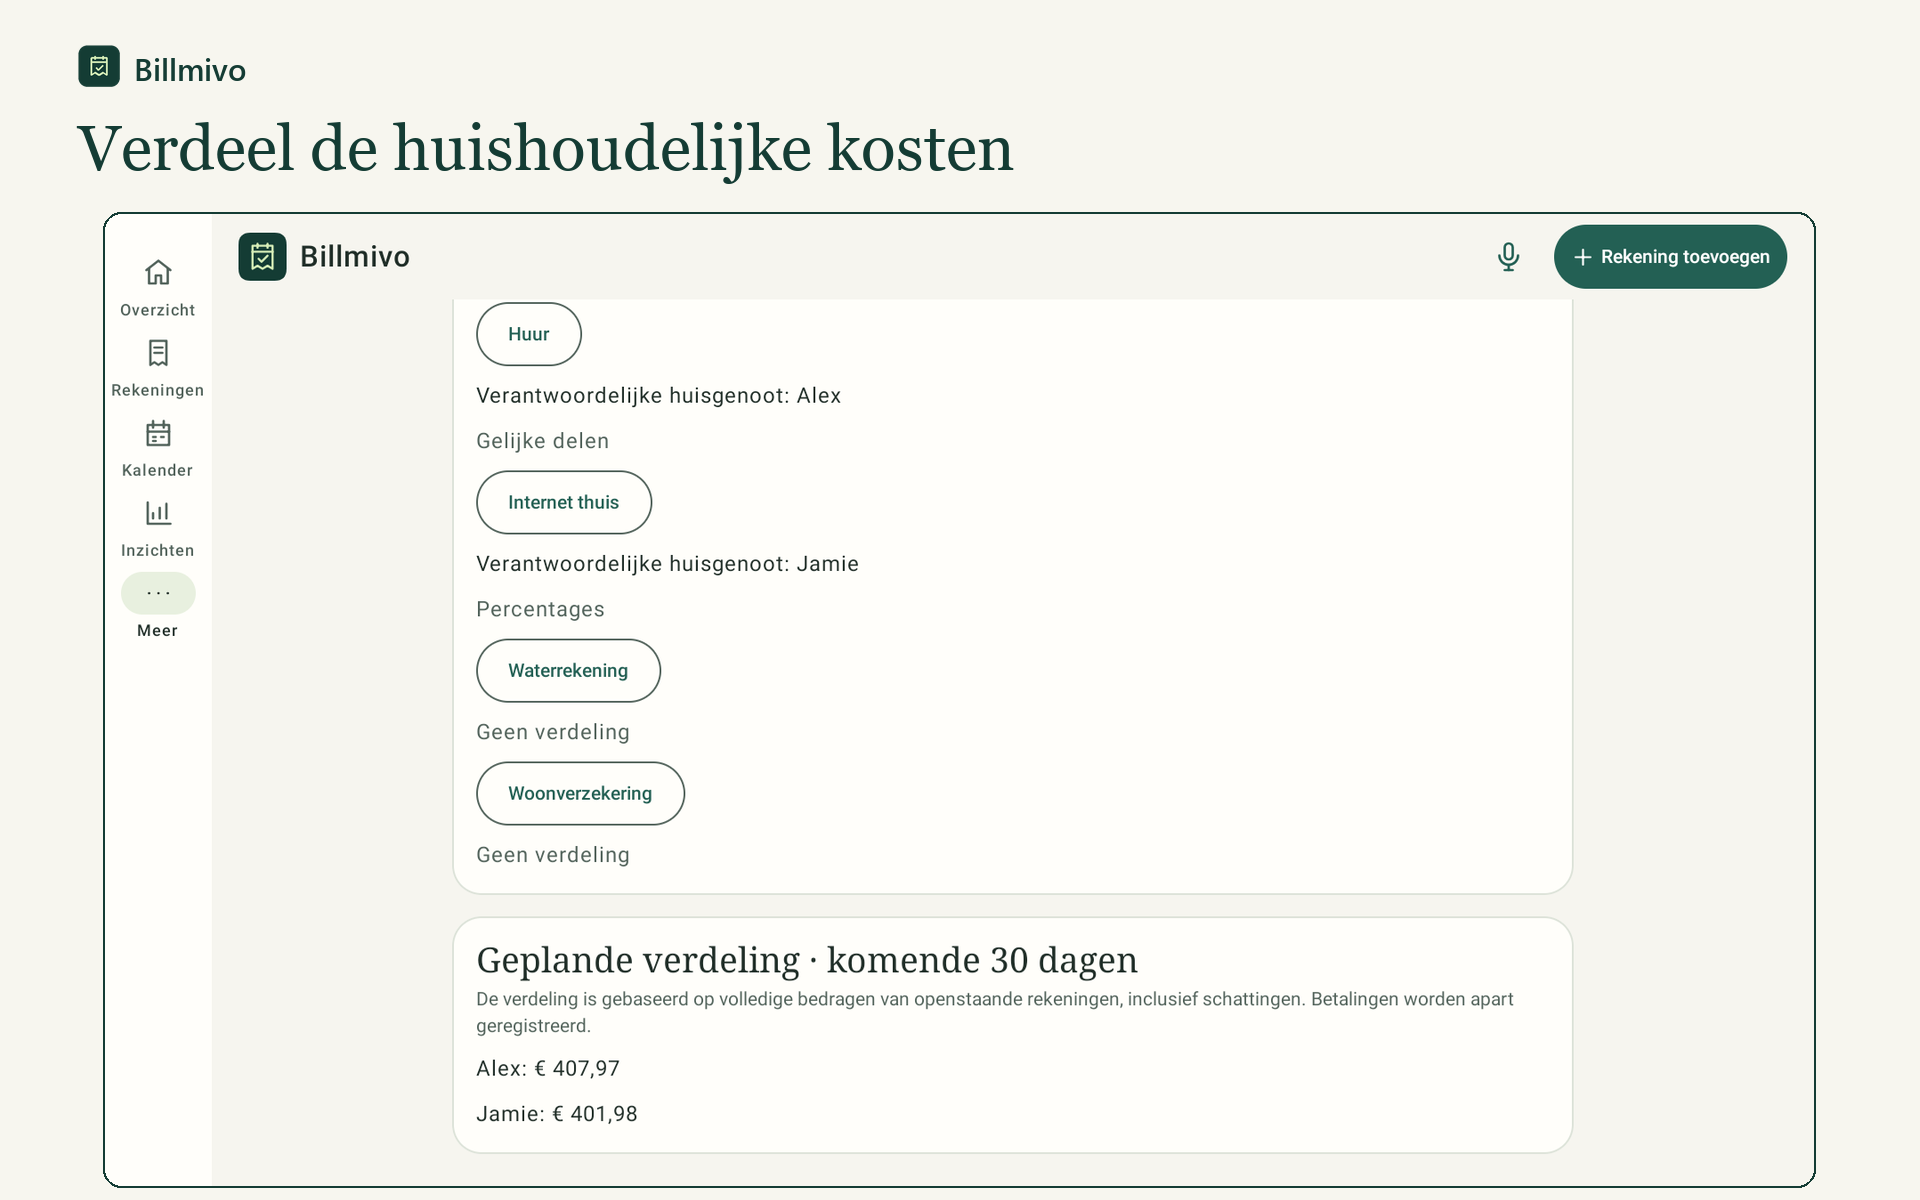 Billmivo
Verdeel de huishoudelijke kosten
Billmivo
Rekening toevoegen
Overzicht
Rekeningen
Kalender
Inzichten
Meer
Huur
Verantwoordelijke huisgenoot: Alex
Gelijke delen
Internet thuis
Verantwoordelijke huisgenoot: Jamie
Percentages
Waterrekening
Geen verdeling
Woonverzekering
Geen verdeling
Geplande verdeling · komende 30 dagen
De verdeling is gebaseerd op volledige bedragen van openstaande rekeningen, inclusief schattingen. Betalingen worden apart
geregistreerd.
Alex: € 407,97
Jamie: € 401,98